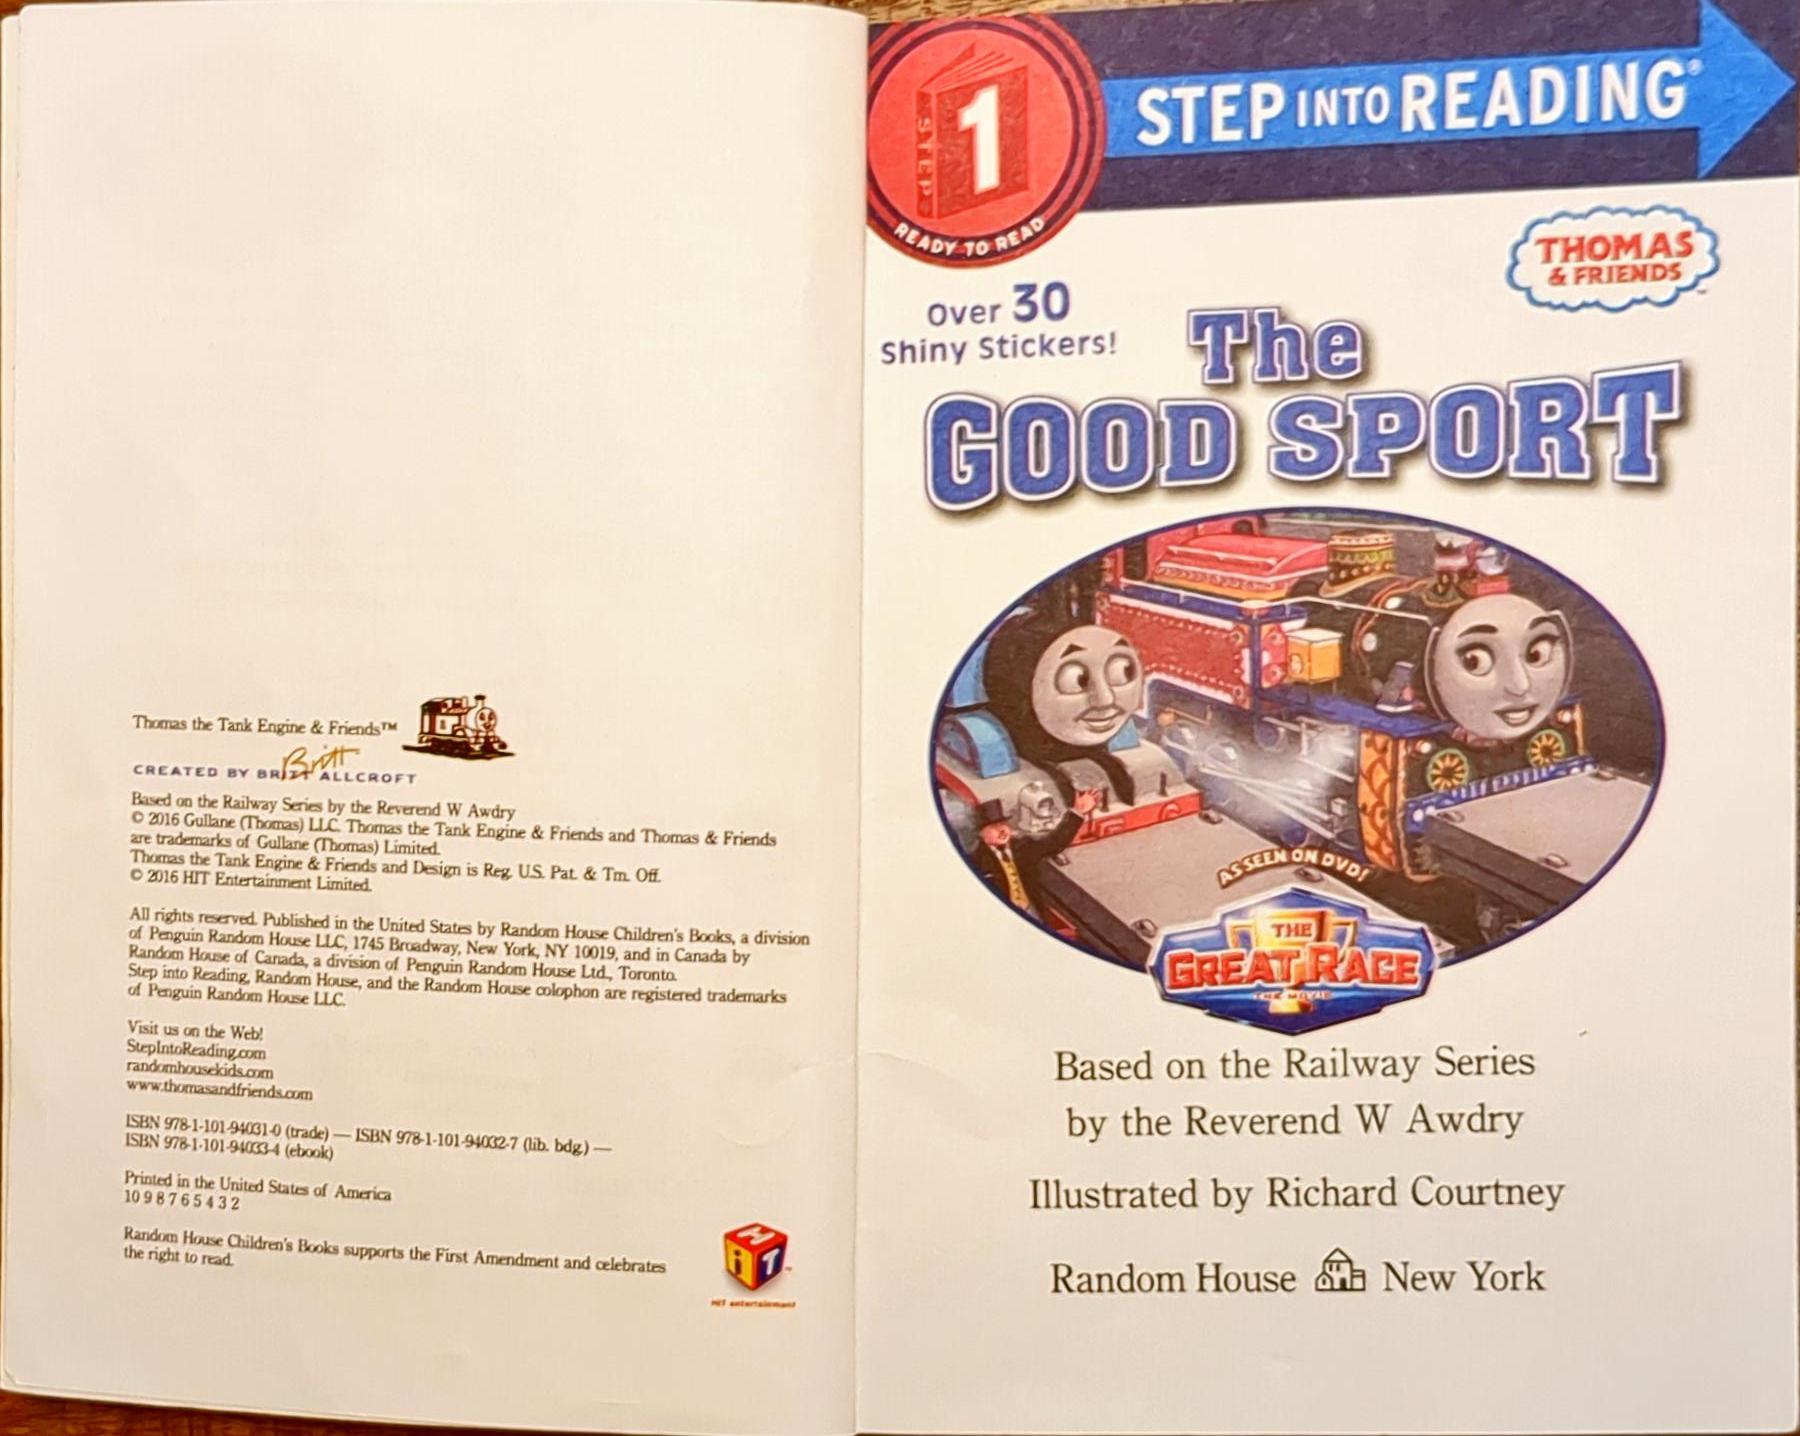 Thomas the Tank Engine & Friends™
Britt
CREATED BY BRITT ALLCROFT
Based on the Railway Series by the Reverend W Awdry
© 2016 Gullane (Thomas) LLC. Thomas the Tank Engine & Friends and Thomas & Friends
are trademarks of Gullane (Thomas) Limited.
Thomas the Tank Engine & Friends and Design is Reg. U.S. Pat. & Tm. Off.
© 2016 HIT Entertainment Limited.
All rights reserved. Published in the United States by Random House Children's Books, a division
of Penguin Random House LLC, 1745 Broadway, New York, NY 10019, and in Canada by
Random House of Canada, a division of Penguin Random House Ltd., Toronto.
Step into Reading, Random House, and the Random House colophon are registered trademarks
of Penguin Random House LLC.
Visit us on the Web!
StepIntoReading.com
randomhousekids.com
www.thomasandfriends.com
ISBN 978-1-101-94031-0 (trade) — ISBN 978-1-101-94032-7 (lib. bdg.) —
ISBN 978-1-101-94033-4 (ebook)
Printed in the United States of America
10 9 8 7 6 5 4 3 2
Random House Children's Books supports the First Amendment and celebrates
the right to read.
HiT
HIT entertainment
STEP
1
READY TO READ
STEP INTO READING®
THOMAS
& FRIENDS™
Over 30
Shiny Stickers!
The
GOOD SPORT
AS SEEN ON DVD!
THE
GREAT RACE
THE MOVIE
Based on the Railway Series
by the Reverend W Awdry
Illustrated by Richard Courtney
Random House New York